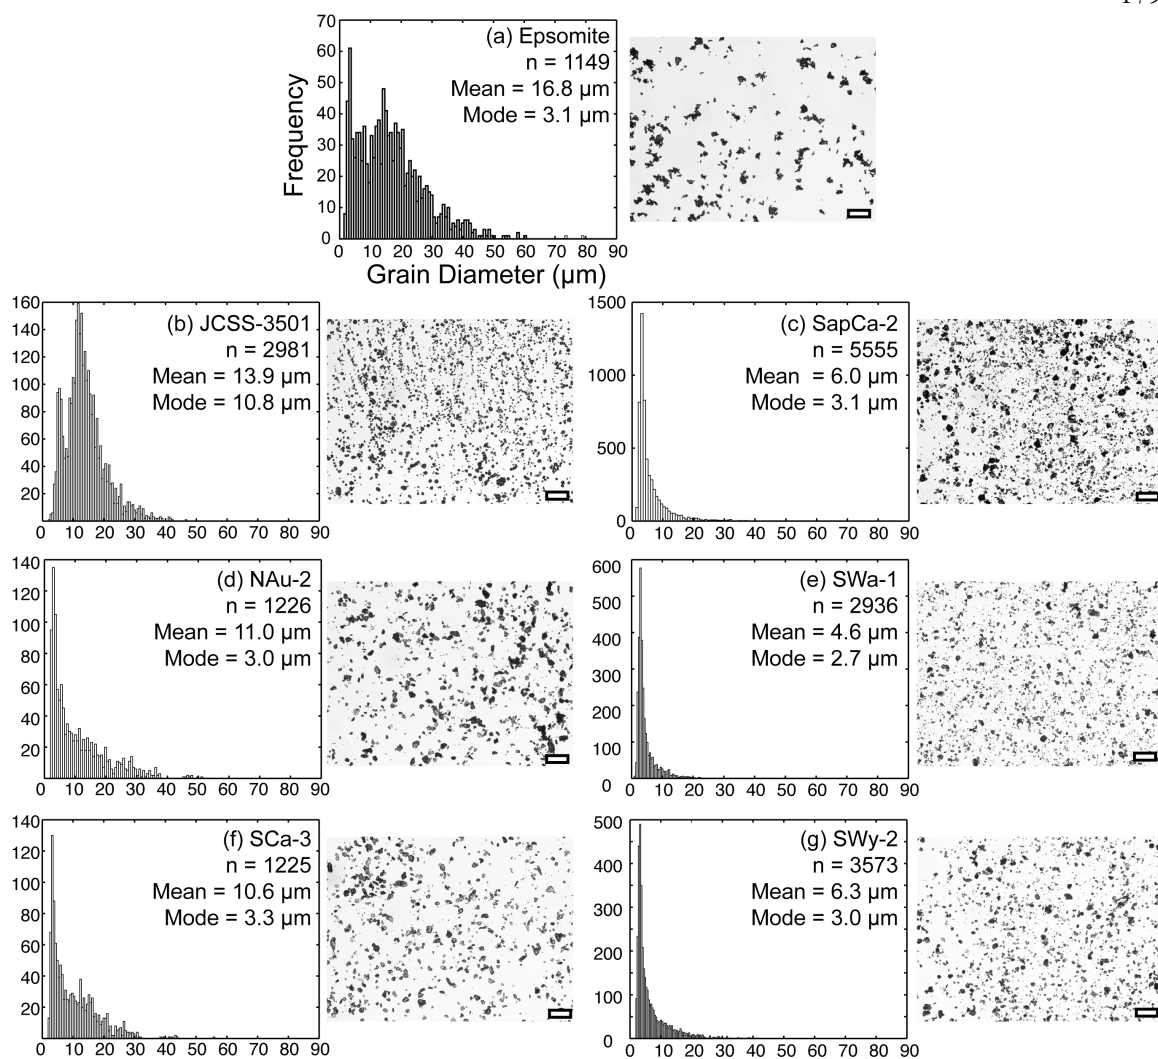 70
60
50
40
30
20
10
0
Frequency
(a) Epsomite
n = 1149
Mean = 16.8 µm
Mode = 3.1 µm
0 10 20 30 40 50 60 70 80 90
Grain Diameter (µm)
160
140
120
100
80
60
40
20
(b) JCSS-3501
n = 2981
Mean = 13.9 µm
Mode = 10.8 µm
0 10 20 30 40 50 60 70 80 90
1500
1000
500
0
(c) SapCa-2
n = 5555
Mean = 6.0 µm
Mode = 3.1 µm
0 10 20 30 40 50 60 70 80 90
140
120
100
80
60
40
20
(d) NAu-2
n = 1226
Mean = 11.0 µm
Mode = 3.0 µm
0 10 20 30 40 50 60 70 80 90
600
500
400
300
200
100
0
(e) SWa-1
n = 2936
Mean = 4.6 µm
Mode = 2.7 µm
0 10 20 30 40 50 60 70 80 90
140
120
100
80
60
40
20
(f) SCa-3
n = 1225
Mean = 10.6 µm
Mode = 3.3 µm
0 10 20 30 40 50 60 70 80 90
500
400
300
200
100
0
(g) SWy-2
n = 3573
Mean = 6.3 µm
Mode = 3.0 µm
0 10 20 30 40 50 60 70 80 90